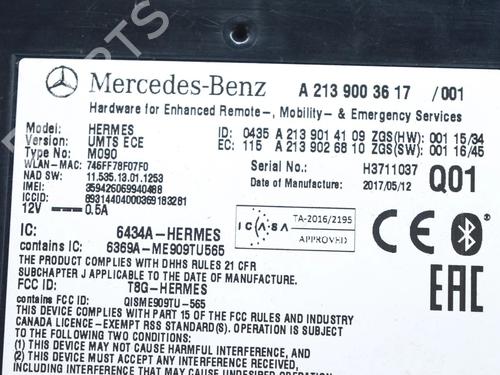 Mercedes-Benz A 213 900 36 17 /001
Hardware for Enhanced Remote-, Mobility- & Emergency Services
Model: HERMES ID: 0435 A 213 901 41 09 ZGS(HW): 001 15/34
Version: UMTS ECE EC: 115 A 213 902 68 10 ZGS(SW): 001 16/45
Type No: M090
WLAN-MAC: 746FF78F07F0 Serial No: H3711037
NAD SW: 11.535.13.01.1253 Date of Manufacture: 2017/05/12 Q01
IMEI: 359426069940488
ICCID: 89314404000369183281
12V 0.5A
ICASA TA-2016/2195 APPROVED
CE
EAC
IC: 6434A-HERMES
contains IC: 6369A-ME909TU565
THE PRODUCT COMPLIES WITH DHHS RULES 21 CFR
SUBCHAPTER J APPLICABLE TO THE DATE OF MANUFACTURE.
FCC ID: T8G-HERMES
contains FCC ID: QISME909TU-565
THIS DEVICE COMPLIES WITH PART 15 OF THE FCC RULES AND INDUSTRY
CANADA LICENCE-EXEMPT RSS STANDARD(S). OPERATION IS SUBJECT TO
THE FOLLOWING TWO CONDITIONS:
(1) THIS DEVICE MAY NOT CAUSE HARMFUL INTERFERENCE, AND
(2) THIS DEVICE MUST ACCEPT ANY INTERFERENCE RECEIVED,
INCLUDING INTERFERENCE THAT MAY CAUSE UNDESIRED OPERATION